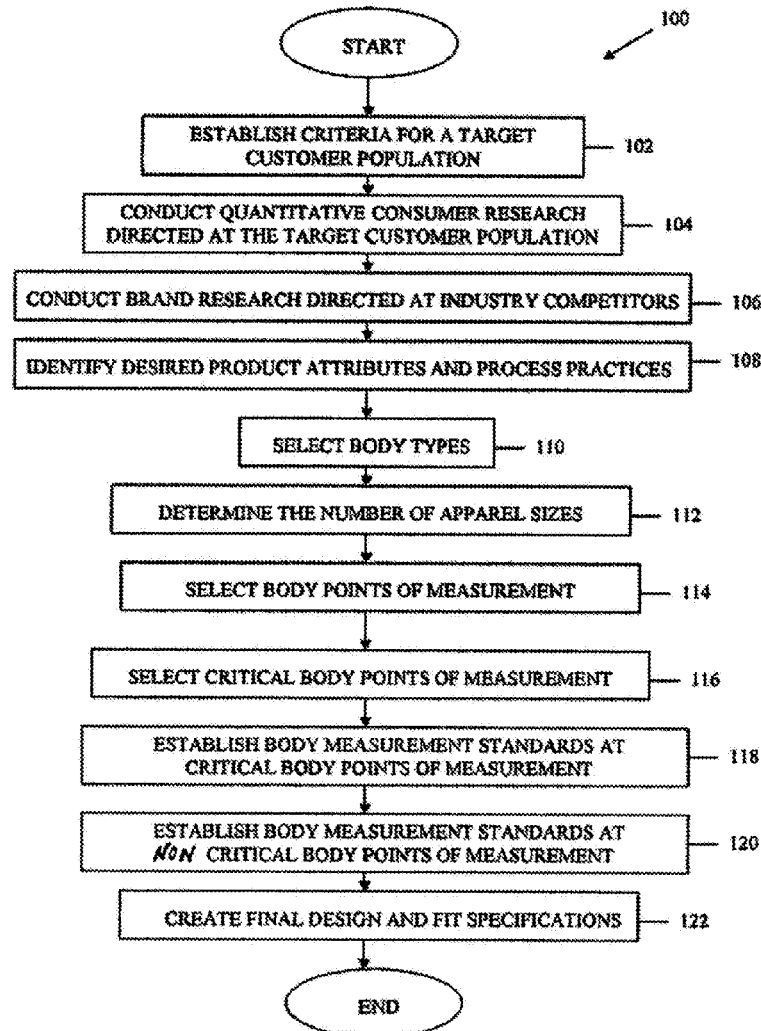 START
100
ESTABLISH CRITERIA FOR A TARGET
CUSTOMER POPULATION
102
CONDUCT QUANTITATIVE CONSUMER RESEARCH
DIRECTED AT THE TARGET CUSTOMER POPULATION
104
CONDUCT BRAND RESEARCH DIRECTED AT INDUSTRY COMPETITORS
106
IDENTIFY DESIRED PRODUCT ATTRIBUTES AND PROCESS PRACTICES
108
SELECT BODY TYPES
110
DETERMINE THE NUMBER OF APPAREL SIZES
112
SELECT BODY POINTS OF MEASUREMENT
114
SELECT CRITICAL BODY POINTS OF MEASUREMENT
116
ESTABLISH BODY MEASUREMENT STANDARDS AT
CRITICAL BODY POINTS OF MEASUREMENT
118
ESTABLISH BODY MEASUREMENT STANDARDS AT
NON CRITICAL BODY POINTS OF MEASUREMENT
120
CREATE FINAL DESIGN AND FIT SPECIFICATIONS
122
END